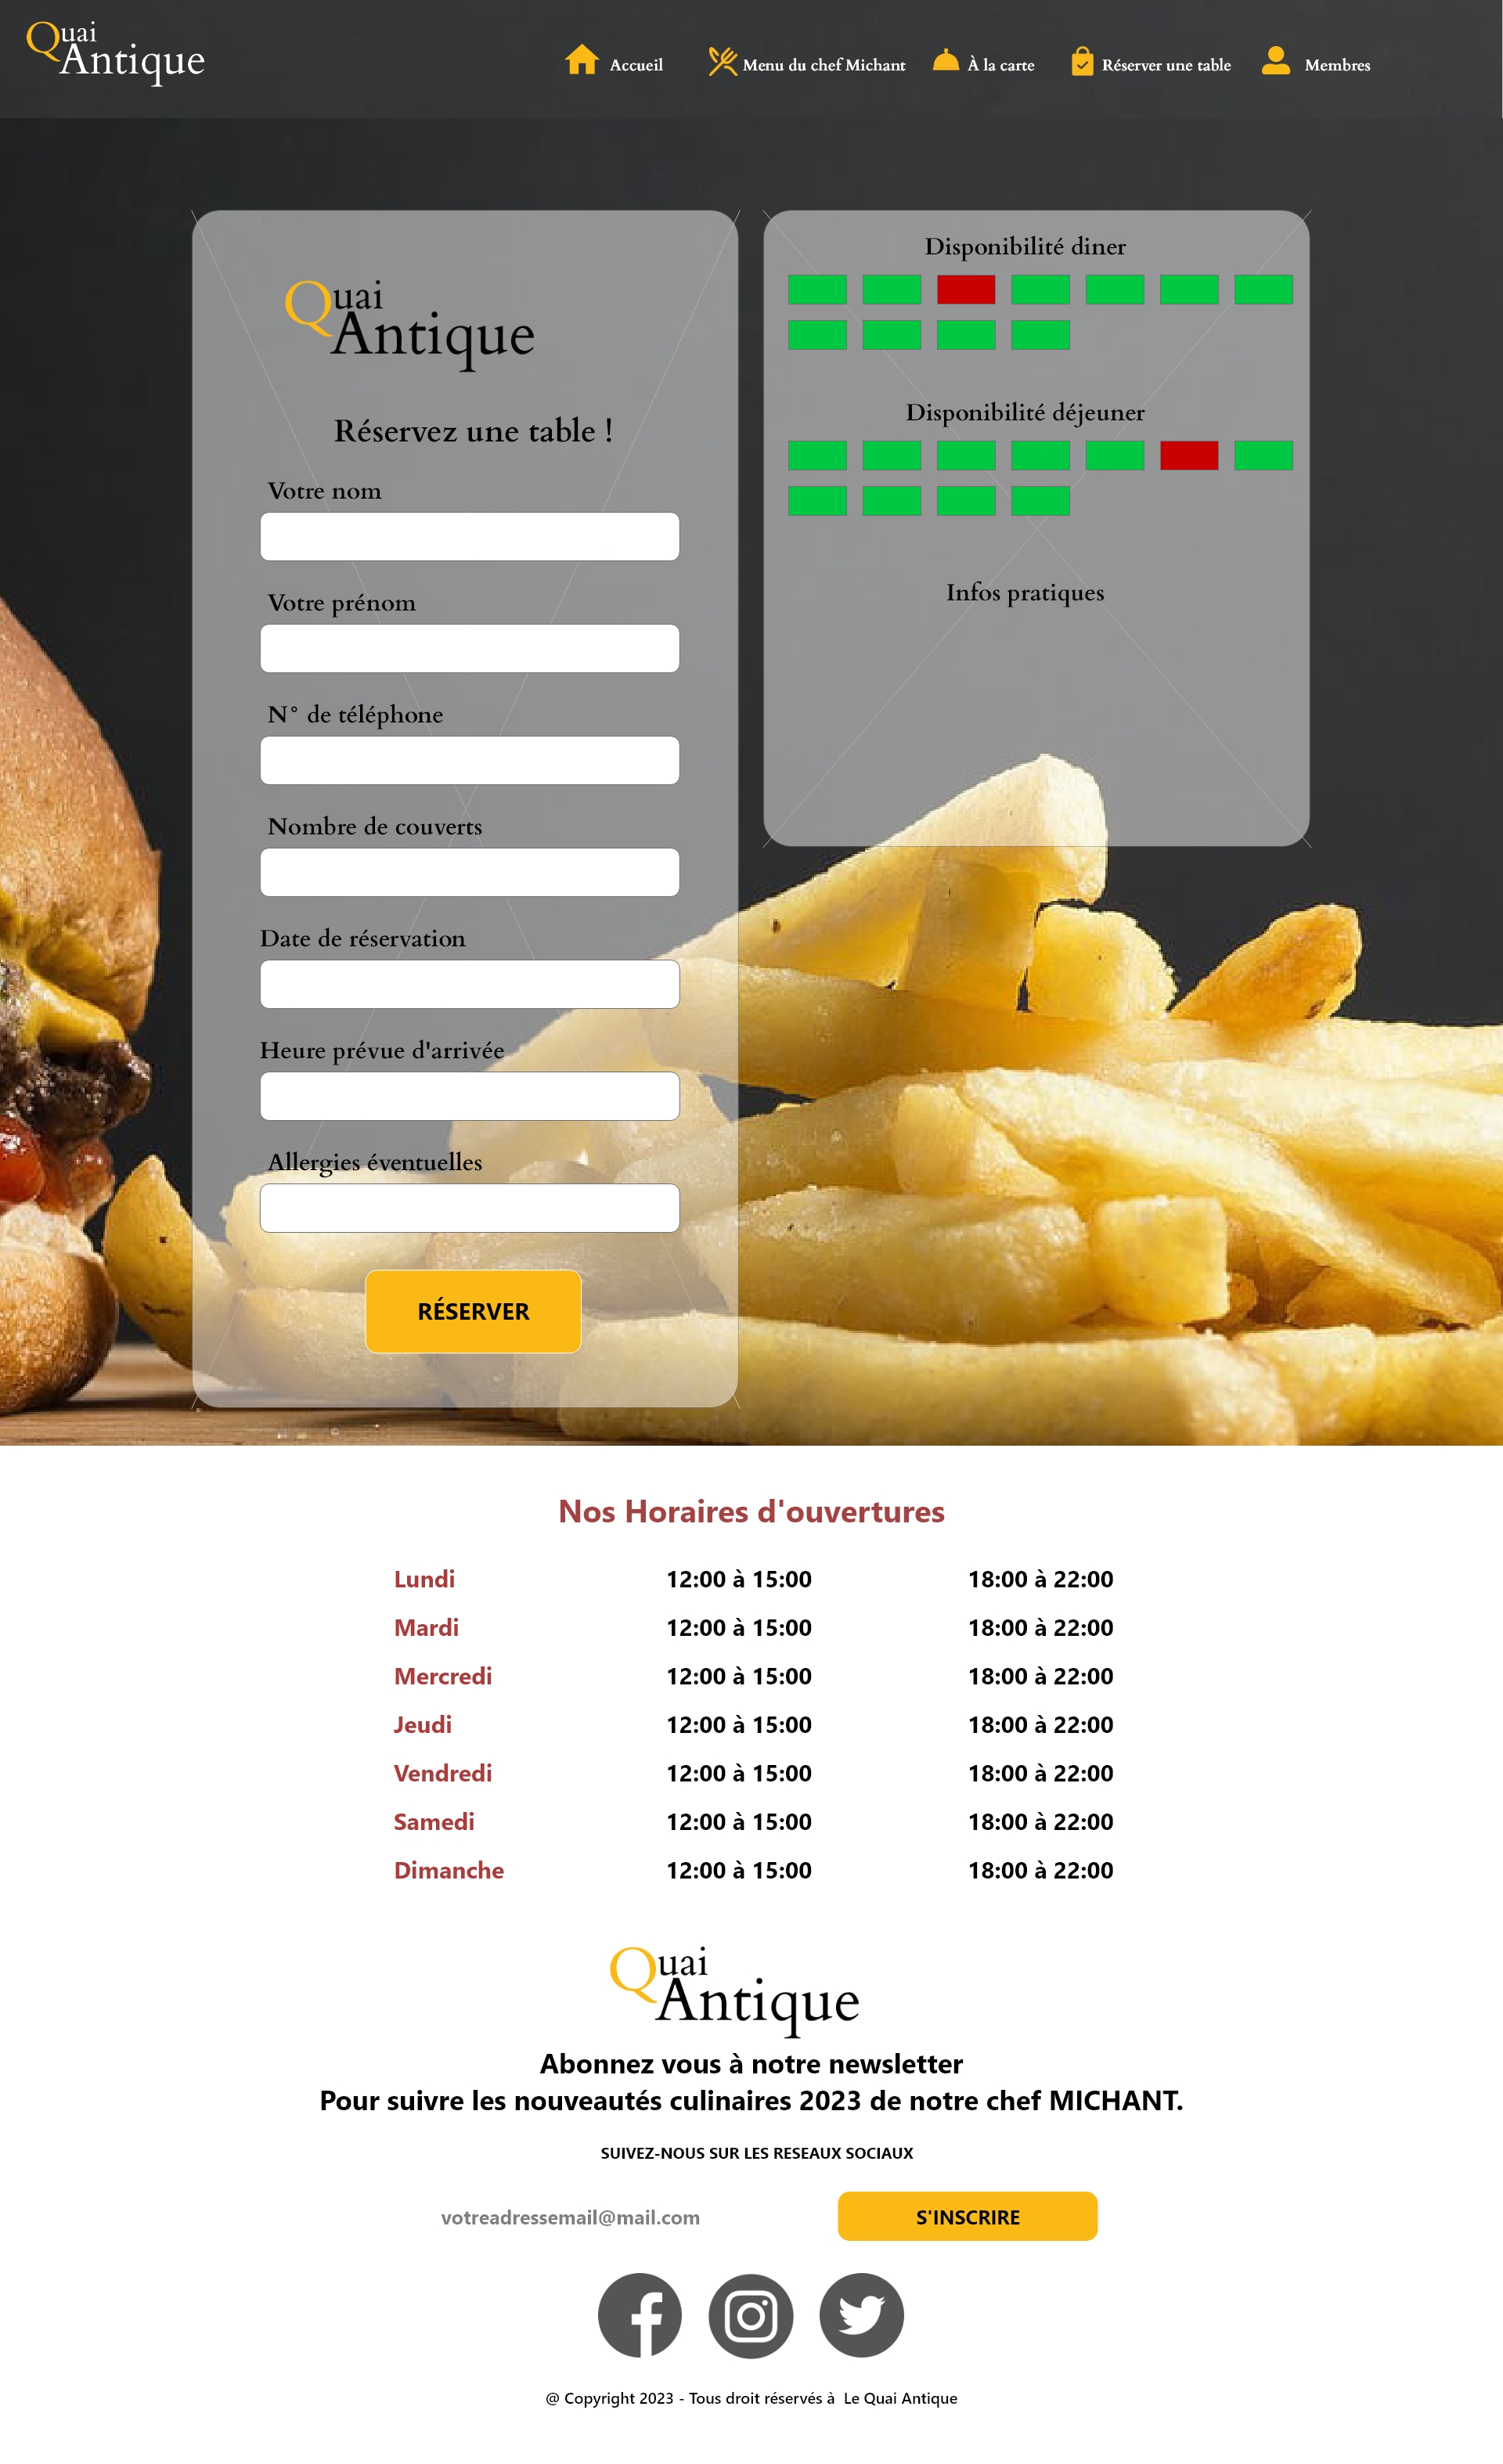 Quai
Antique
Accueil
Menu du chef Michant
À la carte
Réserver une table
Membres
Quai
Antique
Réservez une table !
Votre nom
Votre prénom
N° de téléphone
Nombre de couverts
Date de réservation
Heure prévue d'arrivée
Allergies éventuelles
RÉSERVER
Disponibilité diner
Disponibilité déjeuner
Infos pratiques
Nos Horaires d'ouvertures
Lundi 12:00 à 15:00 18:00 à 22:00
Mardi 12:00 à 15:00 18:00 à 22:00
Mercredi 12:00 à 15:00 18:00 à 22:00
Jeudi 12:00 à 15:00 18:00 à 22:00
Vendredi 12:00 à 15:00 18:00 à 22:00
Samedi 12:00 à 15:00 18:00 à 22:00
Dimanche 12:00 à 15:00 18:00 à 22:00
Quai
Antique
Abonnez vous à notre newsletter
Pour suivre les nouveautés culinaires 2023 de notre chef MICHANT.
SUIVEZ-NOUS SUR LES RESEAUX SOCIAUX
votreadressemail@mail.com
S'INSCRIRE
@ Copyright 2023 - Tous droit réservés à Le Quai Antique